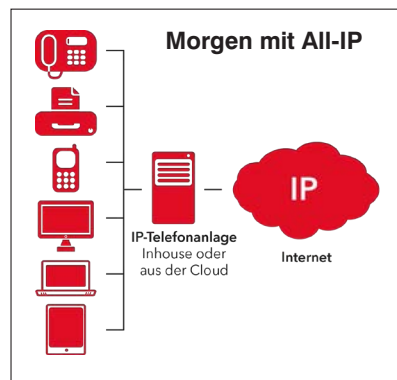 Morgen mit All-IP
IP
IP-Telefonanlage
Inhouse oder
aus der Cloud
Internet